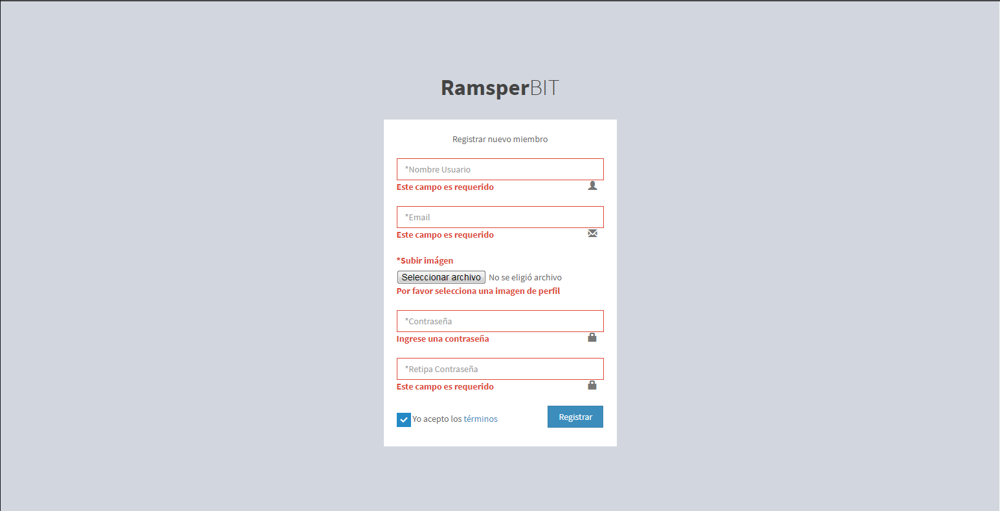 RamsperBIT
Registrar nuevo miembro
*Nombre Usuario
Este campo es requerido
*Email
Este campo es requerido
*Subir imágen
Seleccionar archivo No se eligió archivo
Por favor selecciona una imagen de perfil
*Contraseña
Ingrese una contraseña
*Retipa Contraseña
Este campo es requerido
Yo acepto los términos Registrar